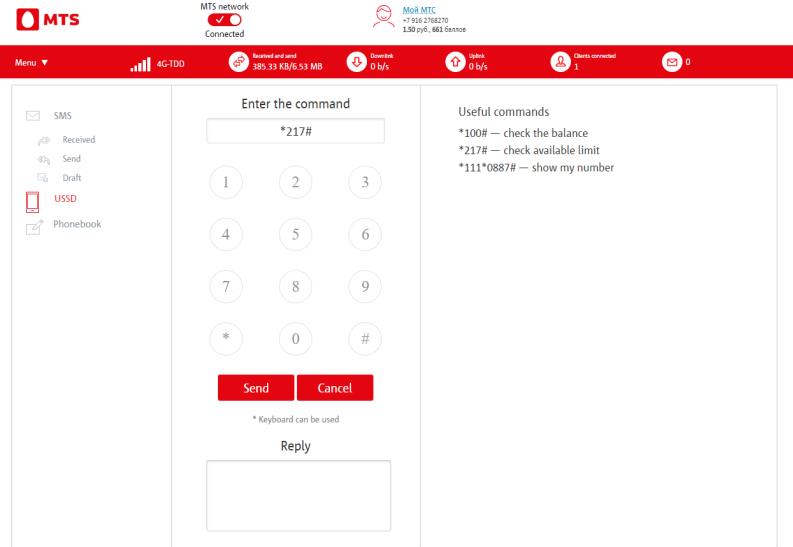 MTS
MTS network
Connected
Мой МТС
+7 916 2768270
1.50 руб., 661 баллов
Menu ▼
4G-TDD
Received and send
385.33 KB/6.53 MB
Downlink
0 b/s
Uplink
0 b/s
Clients connected
1
0
SMS
Received
Send
Draft
USSD
Phonebook
Enter the command
*217#
1 2 3
4 5 6
7 8 9
* 0 #
Send Cancel
* Keyboard can be used
Reply
Useful commands
*100# — check the balance
*217# — check available limit
*111*0887# — show my number